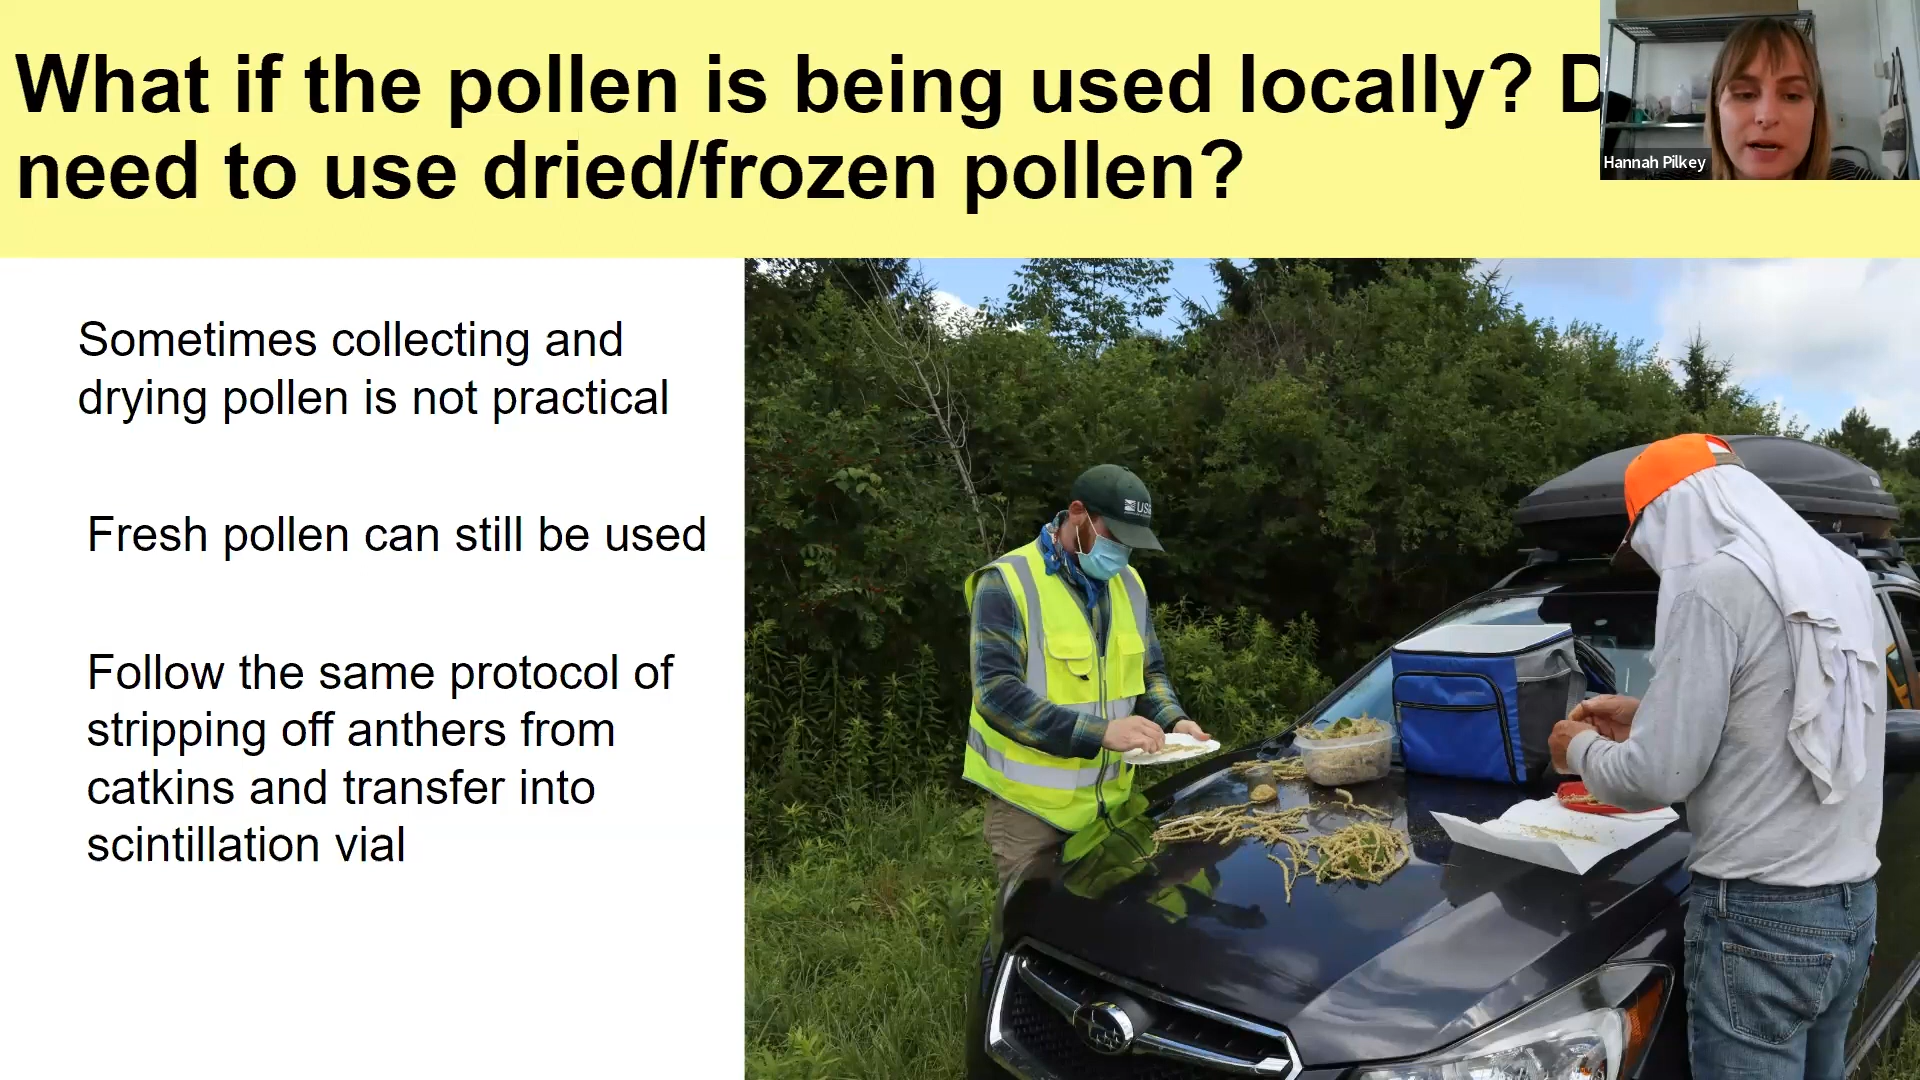 What if the pollen is being used locally?
need to use dried/frozen pollen?
Hannah Pilkey
Sometimes collecting and
drying pollen is not practical
Fresh pollen can still be used
Follow the same protocol of
stripping off anthers from
catkins and transfer into
scintillation vial